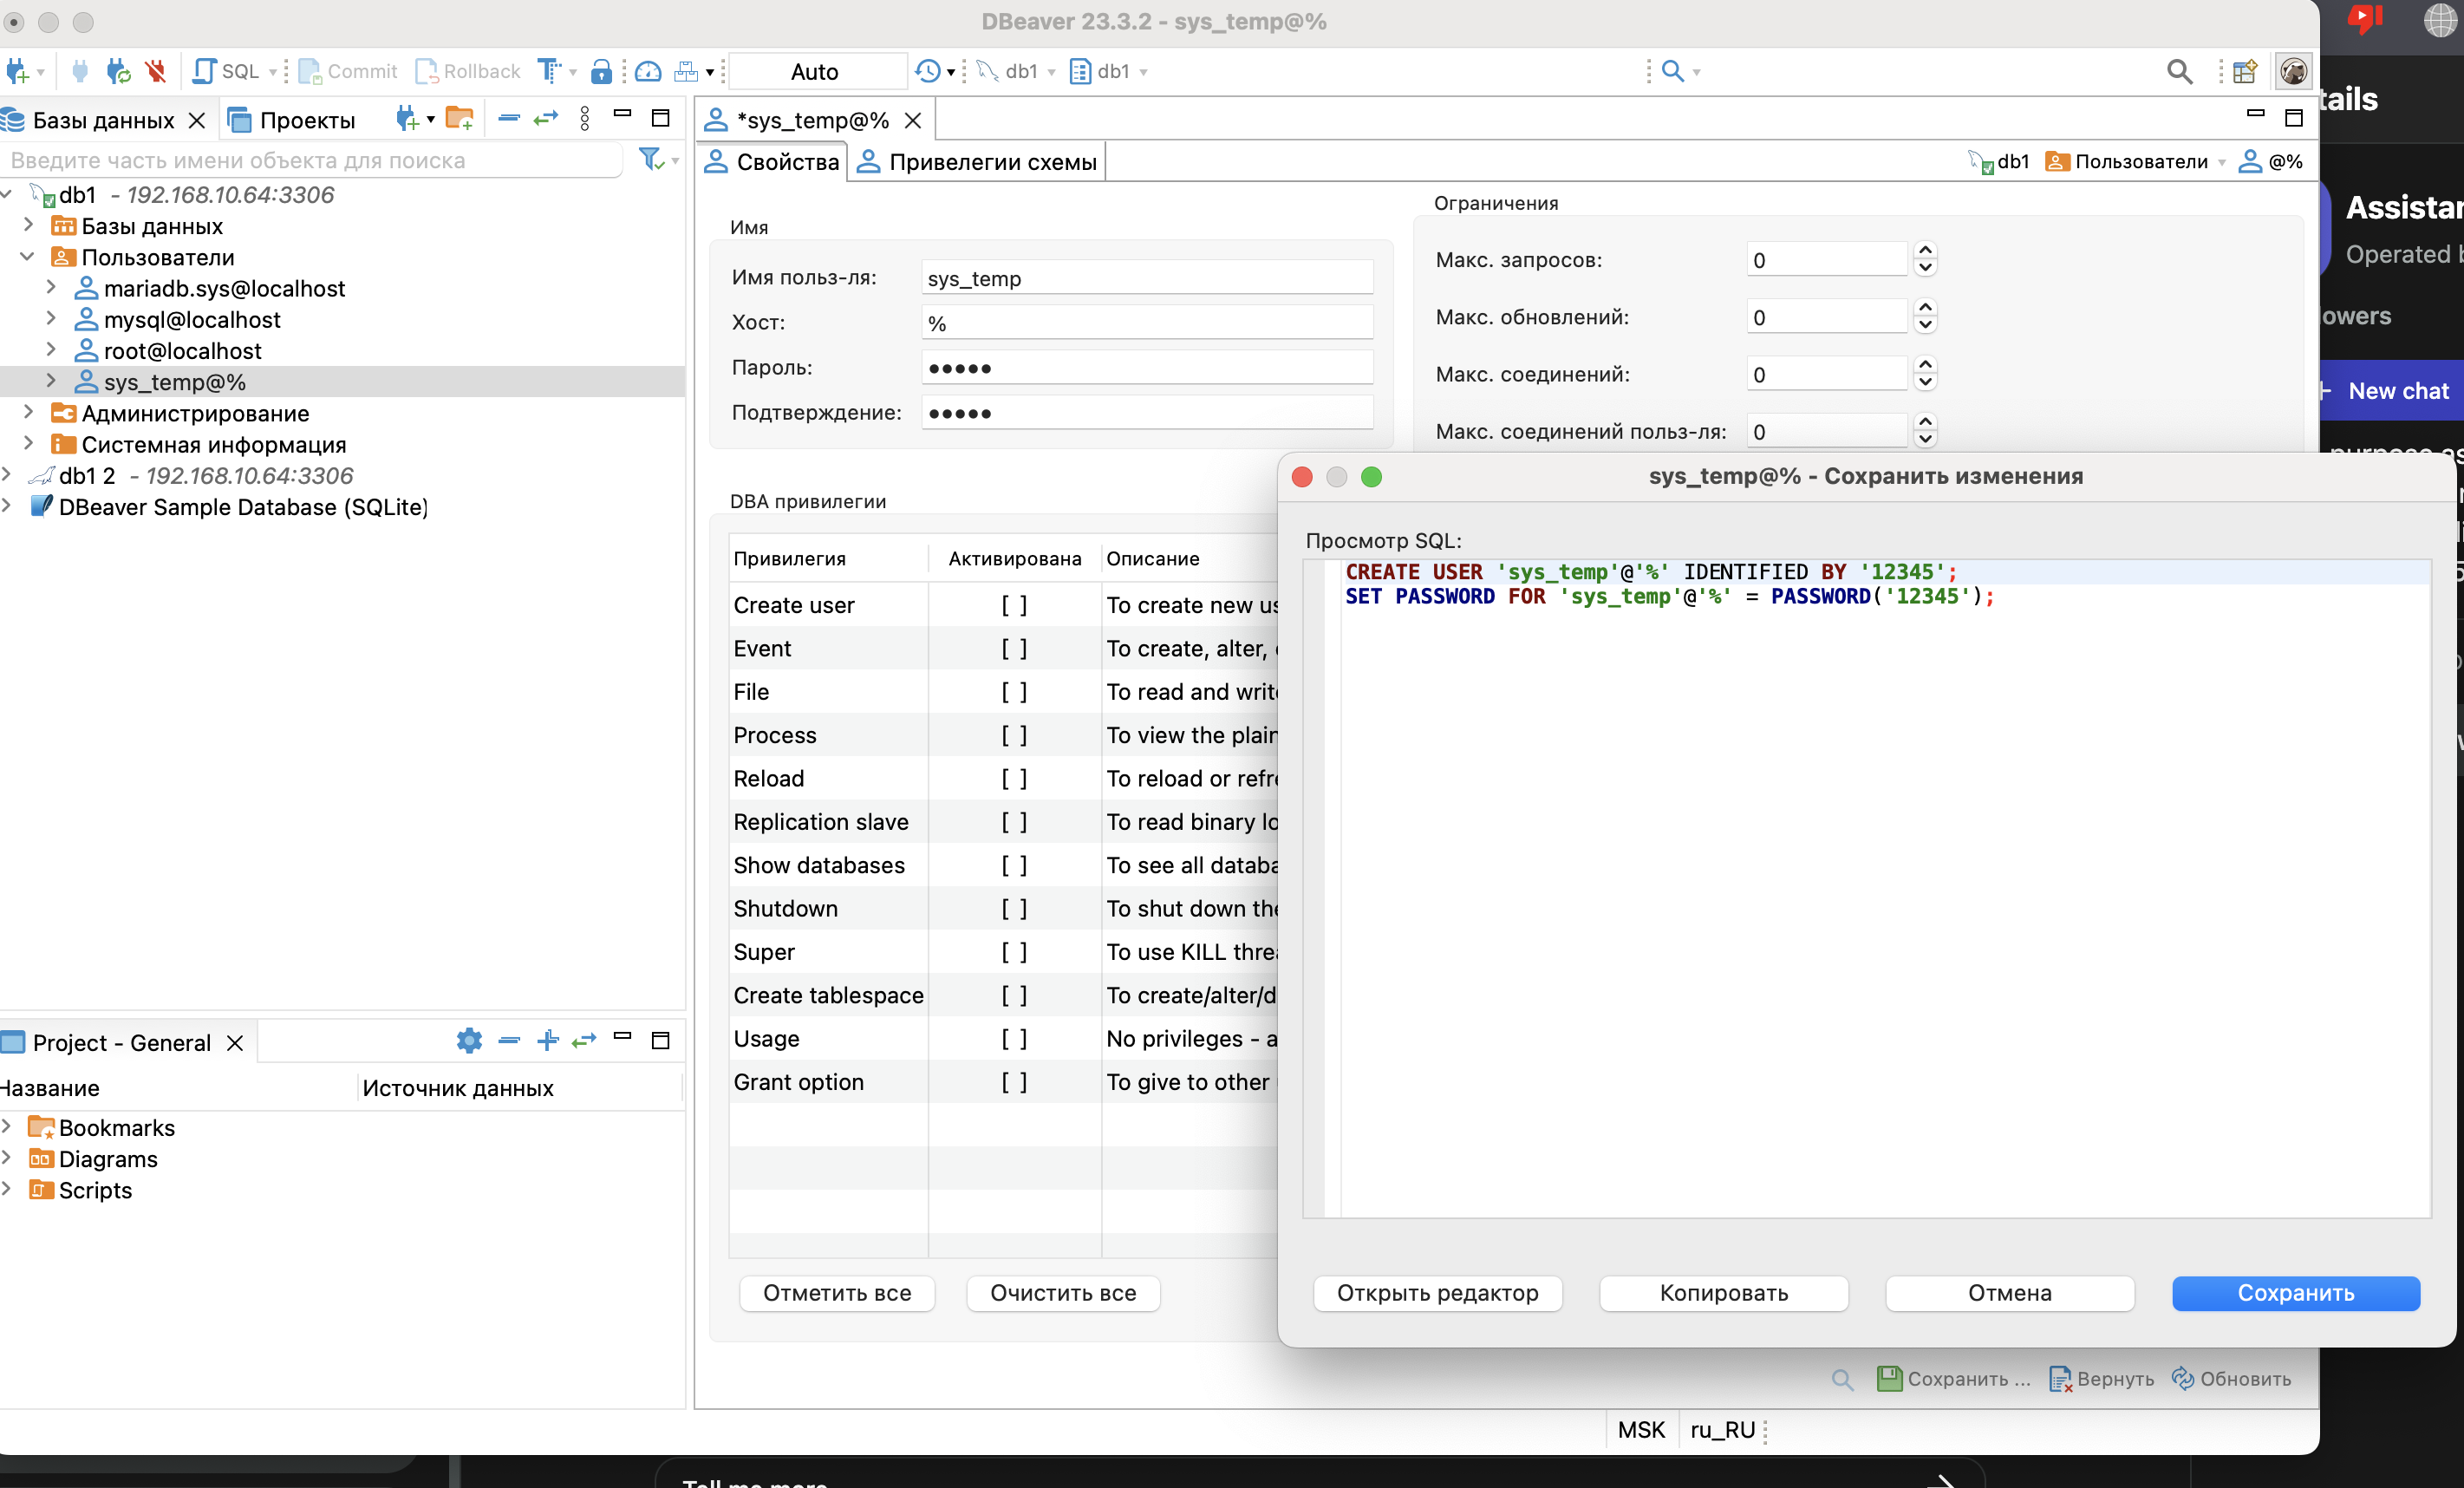 DBeaver 23.3.2 - sys_temp@%
SQL
Commit
Rollback
Auto
db1
db1
Базы данных
Проекты
Введите часть имени объекта для поиска
db1 - 192.168.10.64:3306
Базы данных
Пользователи
mariadb.sys@localhost
mysql@localhost
root@localhost
sys_temp@%
Администрирование
Системная информация
db1 2 - 192.168.10.64:3306
DBeaver Sample Database (SQLite)
Project - General
Название Источник данных
Bookmarks
Diagrams
Scripts
*sys_temp@%
Свойства
Привелегии схемы
db1 Пользователи @%
Имя
Имя польз-ля: sys_temp
Хост: %
Пароль: •••••
Подтверждение: •••••
Ограничения
Макс. запросов: 0
Макс. обновлений: 0
Макс. соединений: 0
Макс. соединений польз-ля: 0
DBA привилегии
Привилегия Активирована Описание
Create user [ ] To create new us
Event [ ] To create, alter,
File [ ] To read and write
Process [ ] To view the plain
Reload [ ] To reload or refre
Replication slave [ ] To read binary lo
Show databases [ ] To see all databa
Shutdown [ ] To shut down the
Super [ ] To use KILL threa
Create tablespace [ ] To create/alter/d
Usage [ ] No privileges - a
Grant option [ ] To give to other
Отметить все
Очистить все
sys_temp@% - Сохранить изменения
Просмотр SQL:
CREATE USER 'sys_temp'@'%' IDENTIFIED BY '12345';
SET PASSWORD FOR 'sys_temp'@'%' = PASSWORD('12345');
Открыть редактор
Копировать
Отмена
Сохранить
Сохранить ...
Вернуть
Обновить
MSK
ru_RU
tails
Assistan
Operated b
lowers
New chat
Tell me more